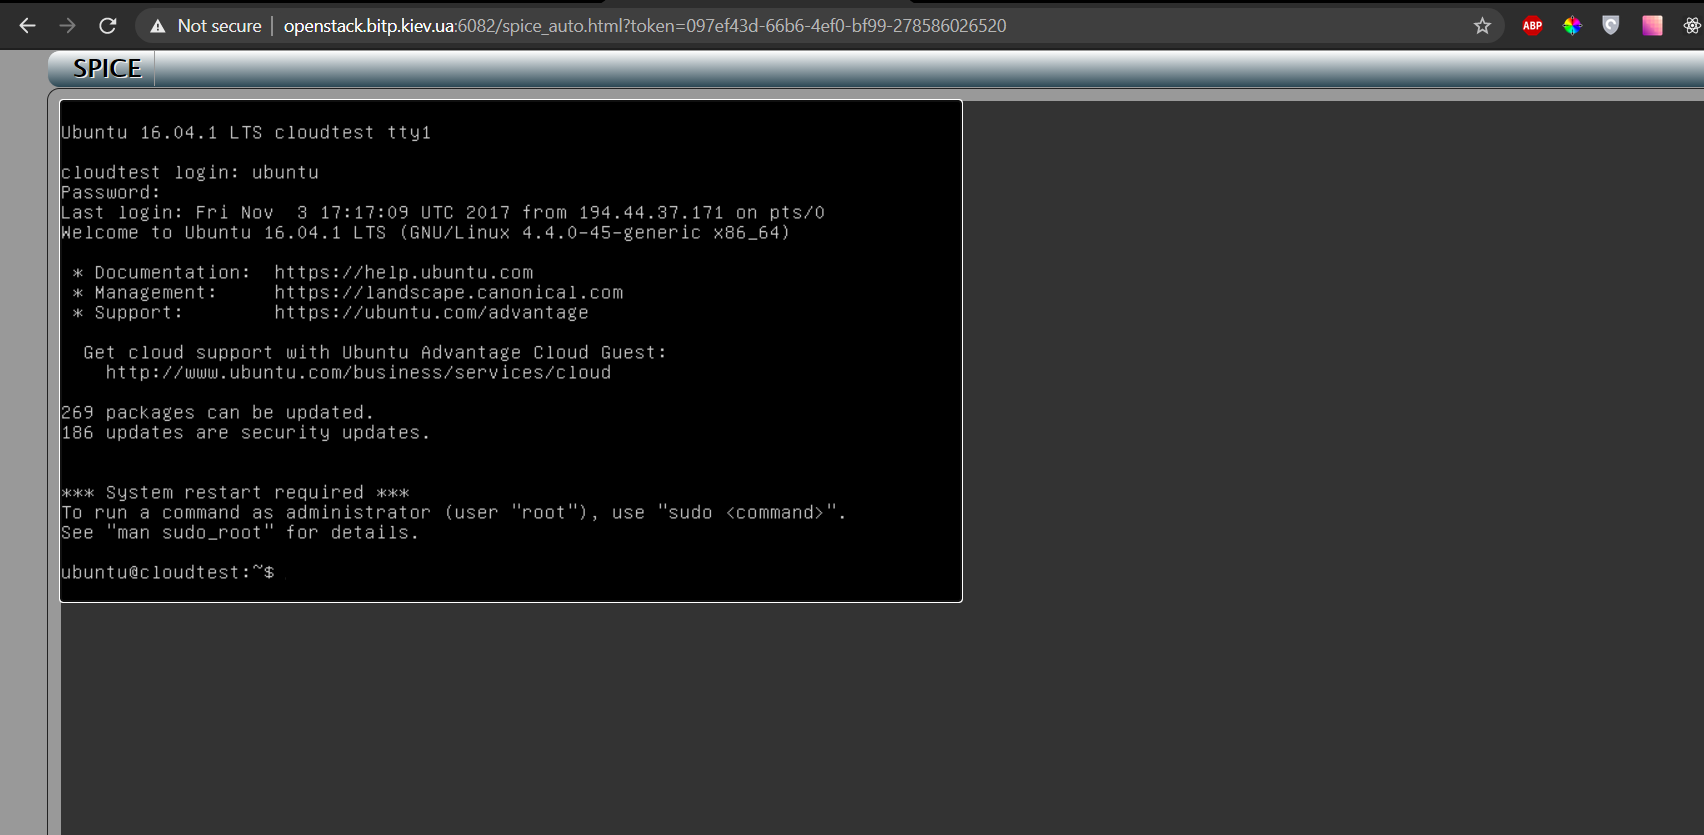 Not secure | openstack.bitp.kiev.ua:6082/spice_auto.html?token=097ef43d-66b6-4ef0-bf99-278586026520
ABP
SPICE
Ubuntu 16.04.1 LTS cloudtest tty1
cloudtest login: ubuntu
Password:
Last login: Fri Nov  3 17:17:09 UTC 2017 from 194.44.37.171 on pts/0
Welcome to Ubuntu 16.04.1 LTS (GNU/Linux 4.4.0-45-generic x86_64)
* Documentation:  https://help.ubuntu.com
* Management:     https://landscape.canonical.com
* Support:        https://ubuntu.com/advantage
Get cloud support with Ubuntu Advantage Cloud Guest:
http://www.ubuntu.com/business/services/cloud
269 packages can be updated.
186 updates are security updates.
*** System restart required ***
To run a command as administrator (user "root"), use "sudo <command>".
See "man sudo_root" for details.
ubuntu@cloudtest:~$